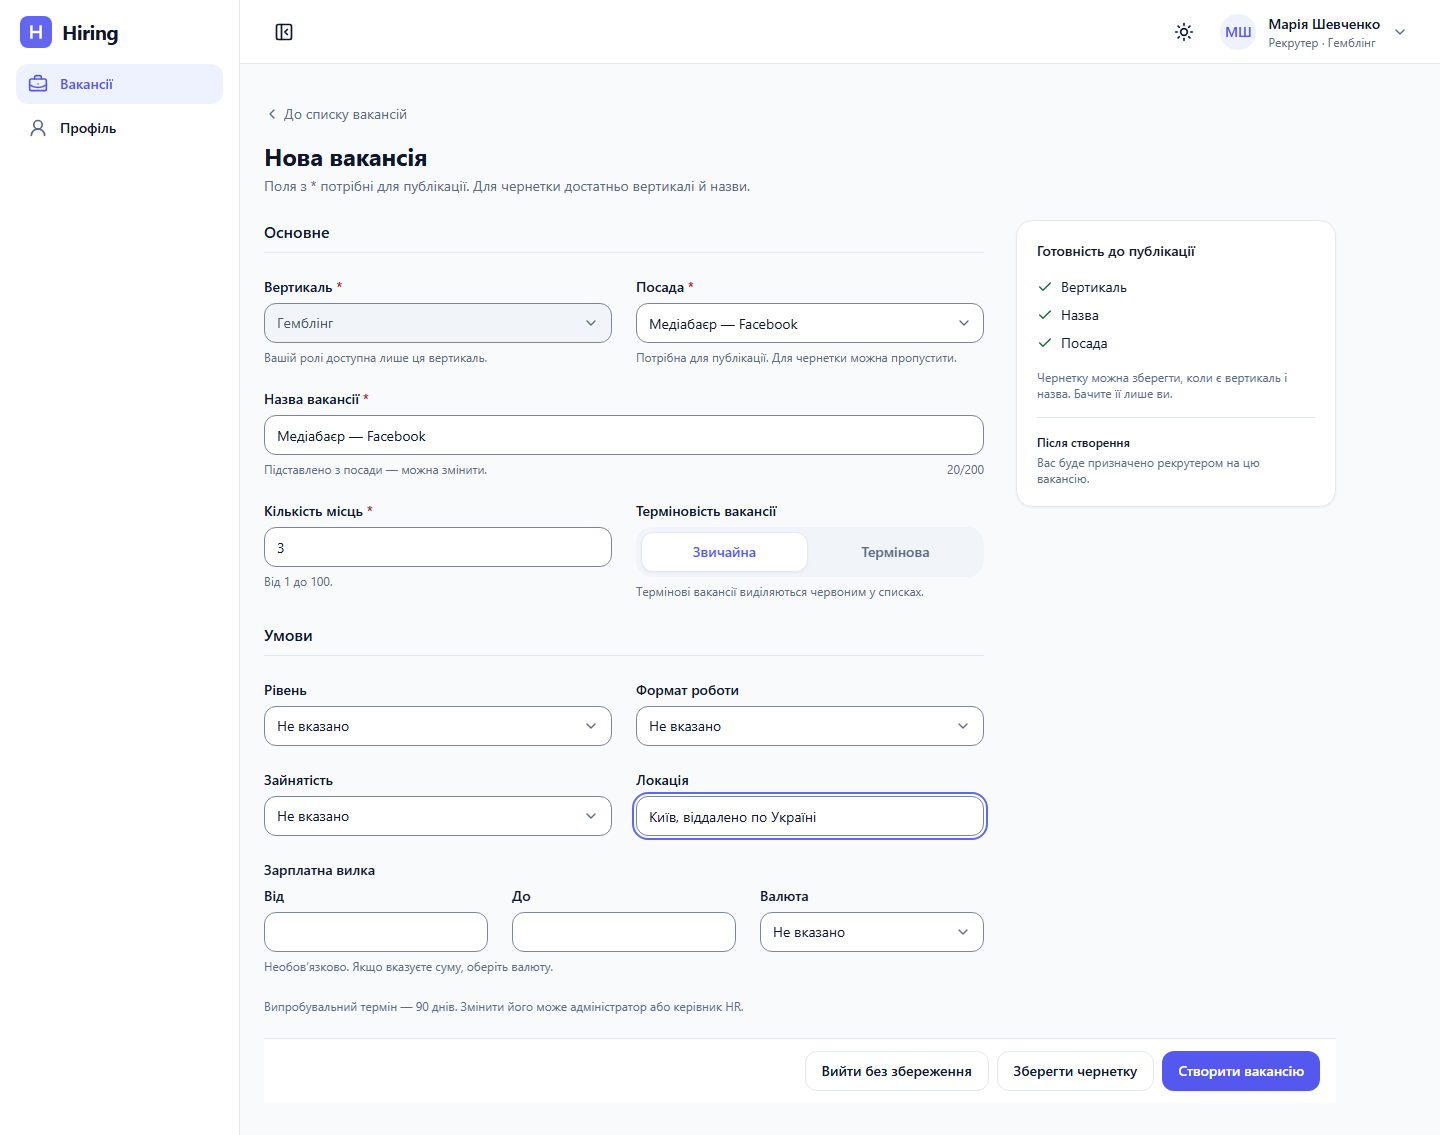 H Hiring
Вакансії
Профіль
МШ
Марія Шевченко
Рекрутер · Гемблінг
До списку вакансій
Нова вакансія
Поля з * потрібні для публікації. Для чернетки достатньо вертикалі й назви.
Основне
Вертикаль *
Гемблінг
Вашій ролі доступна лише ця вертикаль.
Посада *
Медіабаєр — Facebook
Потрібна для публікації. Для чернетки можна пропустити.
Назва вакансії *
Медіабаєр — Facebook
Підставлено з посади — можна змінити.
20/200
Кількість місць *
3
Від 1 до 100.
Терміновість вакансії
Звичайна
Термінова
Термінові вакансії виділяються червоним у списках.
Умови
Рівень
Не вказано
Формат роботи
Не вказано
Зайнятість
Не вказано
Локація
Київ, віддалено по Україні
Зарплатна вилка
Від
До
Валюта
Не вказано
Необов'язково. Якщо вказуєте суму, оберіть валюту.
Випробувальний термін — 90 днів. Змінити його може адміністратор або керівник HR.
Готовність до публікації
Вертикаль
Назва
Посада
Чернетку можна зберегти, коли є вертикаль і
назва. Бачите її лише ви.
Після створення
Вас буде призначено рекрутером на цю
вакансію.
Вийти без збереження
Зберегти чернетку
Створити вакансію